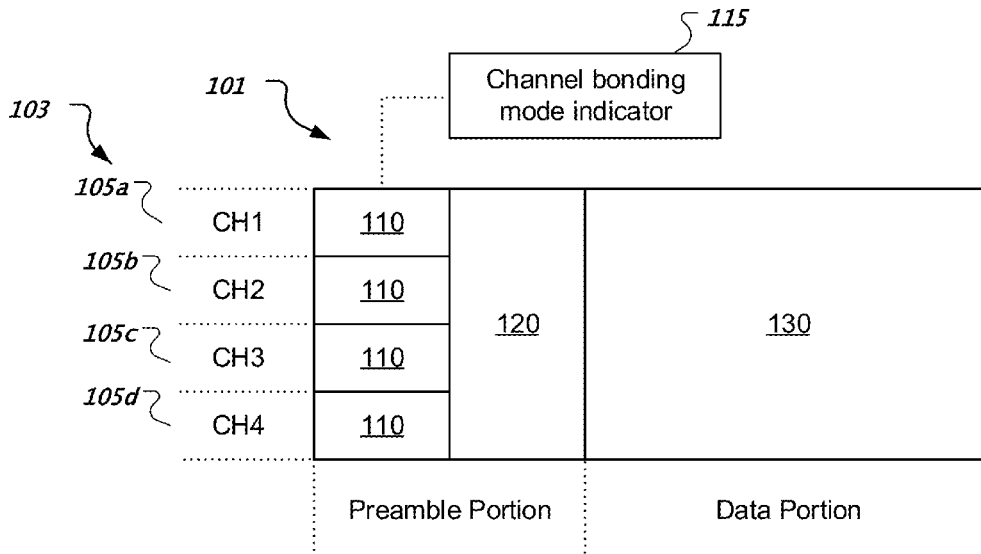 115
Channel bonding
mode indicator
101
103
105a
CH1
110
105b
CH2
110
105c
CH3
110
105d
CH4
110
120
130
Preamble Portion
Data Portion